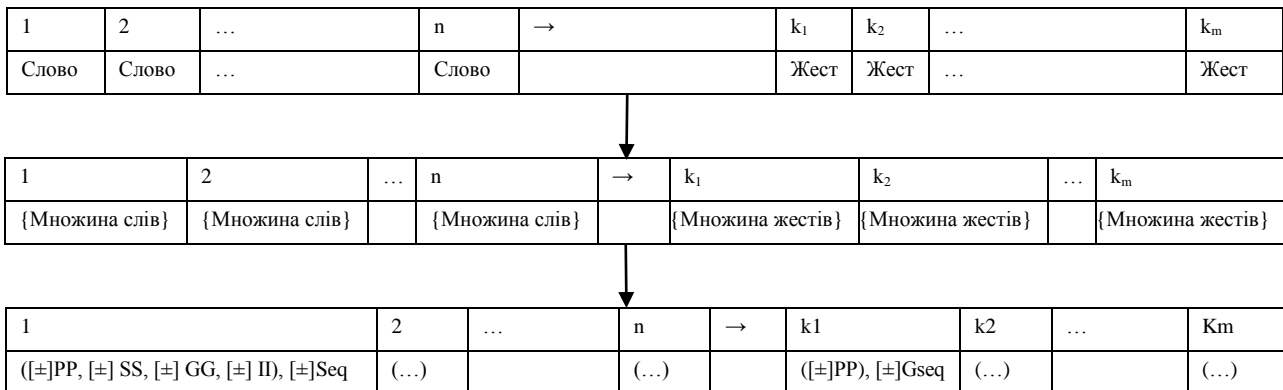 1 2 … n → k₁ k₂ … kₘ
Слово Слово … Слово Жест Жест … Жест
1 2 … n → k₁ k₂ … kₘ
{Множина слів} {Множина слів} {Множина слів} {Множина жестів} {Множина жестів} {Множина жестів}
1 2 … n → k1 k2 … Km
([±]PP, [±] SS, [±] GG, [±] II), [±]Seq (…) (…) ([±]PP), [±]Gseq (…) (…)